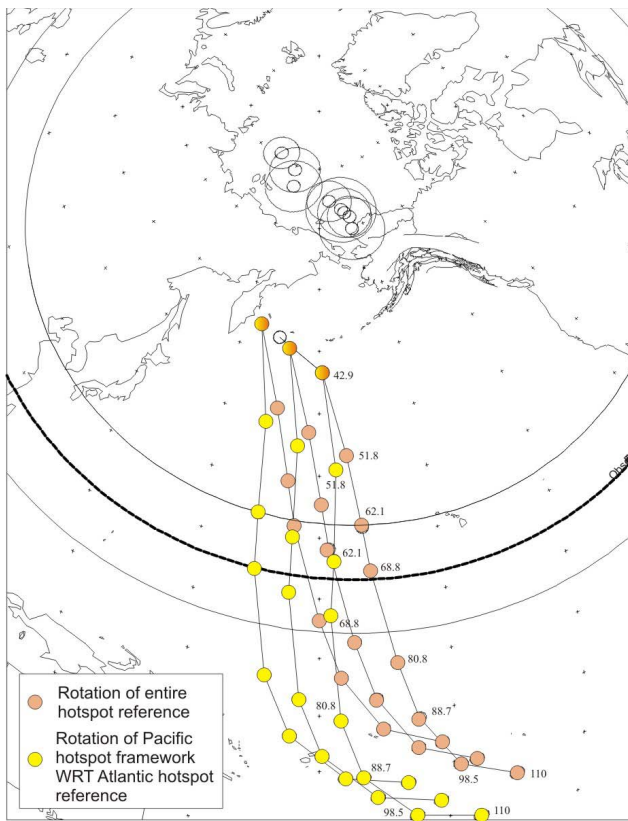 42.9
51.8
51.8
62.1
62.1
68.8
68.8
80.8
80.8
88.7
98.5
110
88.7
98.5
110
Rotation of entire
hotspot reference
Rotation of Pacific
hotspot framework
WRT Atlantic hotspot
reference